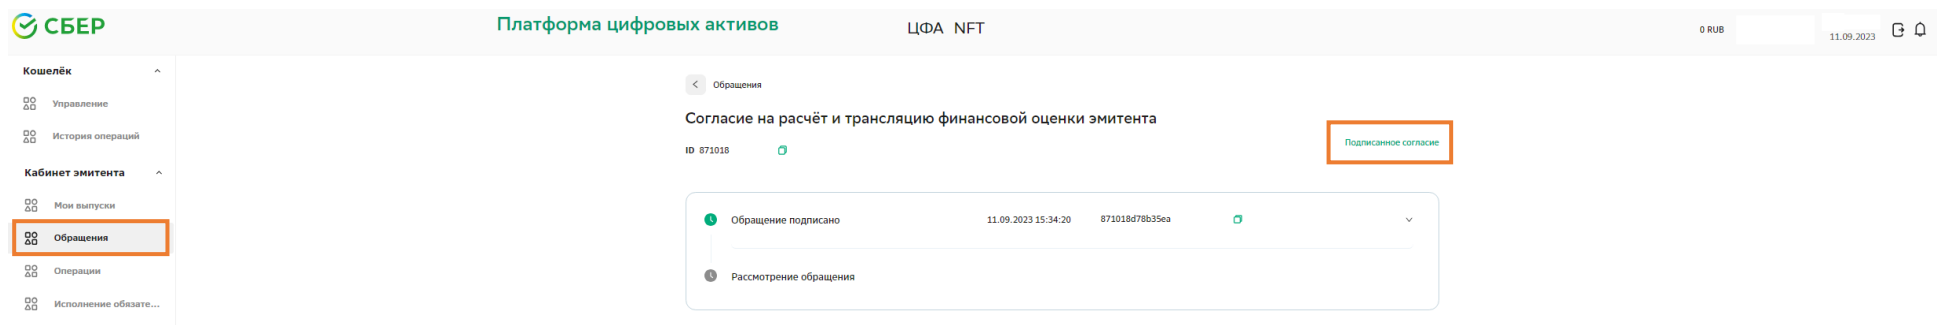 СБЕР
Платформа цифровых активов
ЦФА NFT
0 RUB
11.09.2023
Кошелёк
Управление
История операций
Кабинет эмитента
Мои выпуски
Обращения
Операции
Исполнение обязате...
Обращения
Согласие на расчёт и трансляцию финансовой оценки эмитента
ID 871018
Подписанное согласие
Обращение подписано 11.09.2023 15:34:20 871018d78b35ea
Рассмотрение обращения